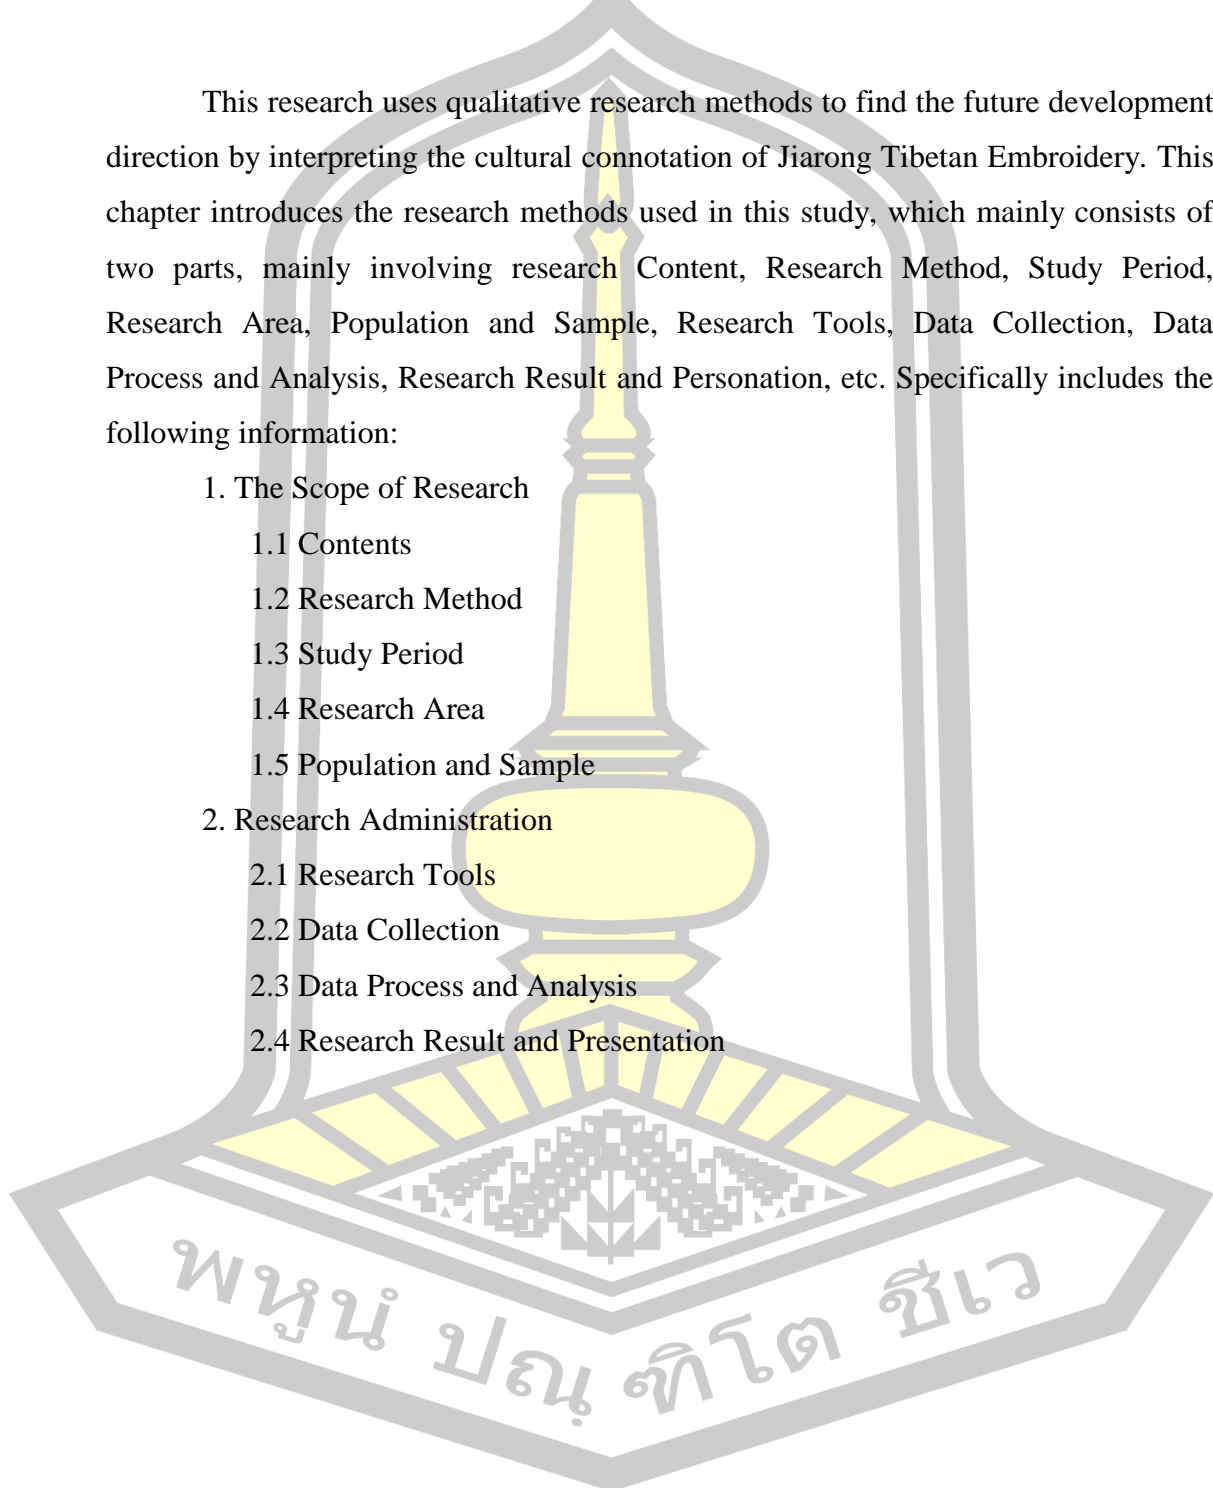 This research uses qualitative research methods to find the future development
direction by interpreting the cultural connotation of Jiarong Tibetan Embroidery. This
chapter introduces the research methods used in this study, which mainly consists of
two parts, mainly involving research Content, Research Method, Study Period,
Research Area, Population and Sample, Research Tools, Data Collection, Data
Process and Analysis, Research Result and Personation, etc. Specifically includes the
following information:
1. The Scope of Research
1.1 Contents
1.2 Research Method
1.3 Study Period
1.4 Research Area
1.5 Population and Sample
2. Research Administration
2.1 Research Tools
2.2 Data Collection
2.3 Data Process and Analysis
2.4 Research Result and Presentation
พหูนํ ปณฺฑิโต ชีเว